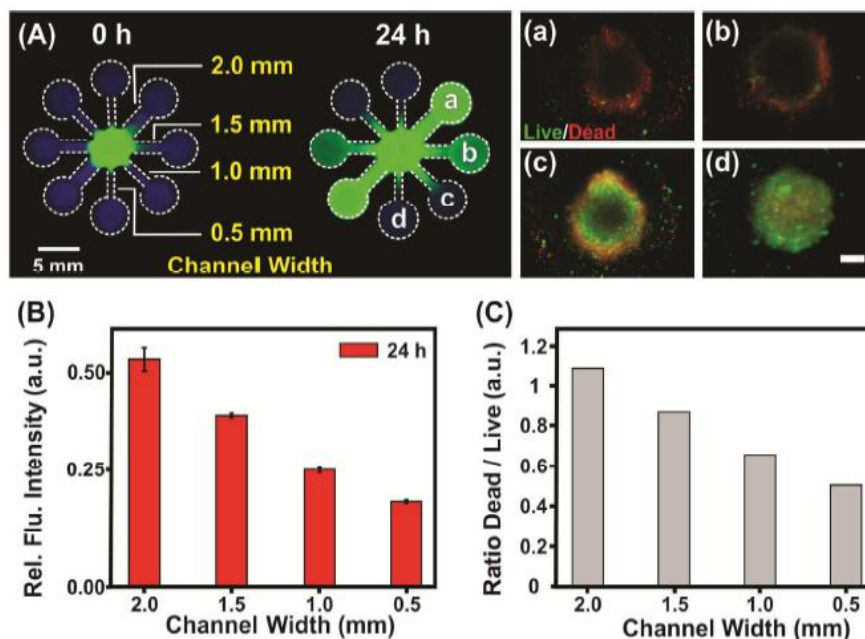 (A)
0 h
24 h
2.0 mm
1.5 mm
1.0 mm
0.5 mm
5 mm
Channel Width
a
b
c
d
(a)
(b)
Live/Dead
(c)
(d)
(B)
Rel. Flu. Intensity (a.u.)
0.50
0.25
0.00
24 h
2.0 1.5 1.0 0.5
Channel Width (mm)
(C)
Ratio Dead / Live (a.u.)
1.2
1
0.8
0.6
0.4
0.2
0
2.0 1.5 1.0 0.5
Channel Width (mm)